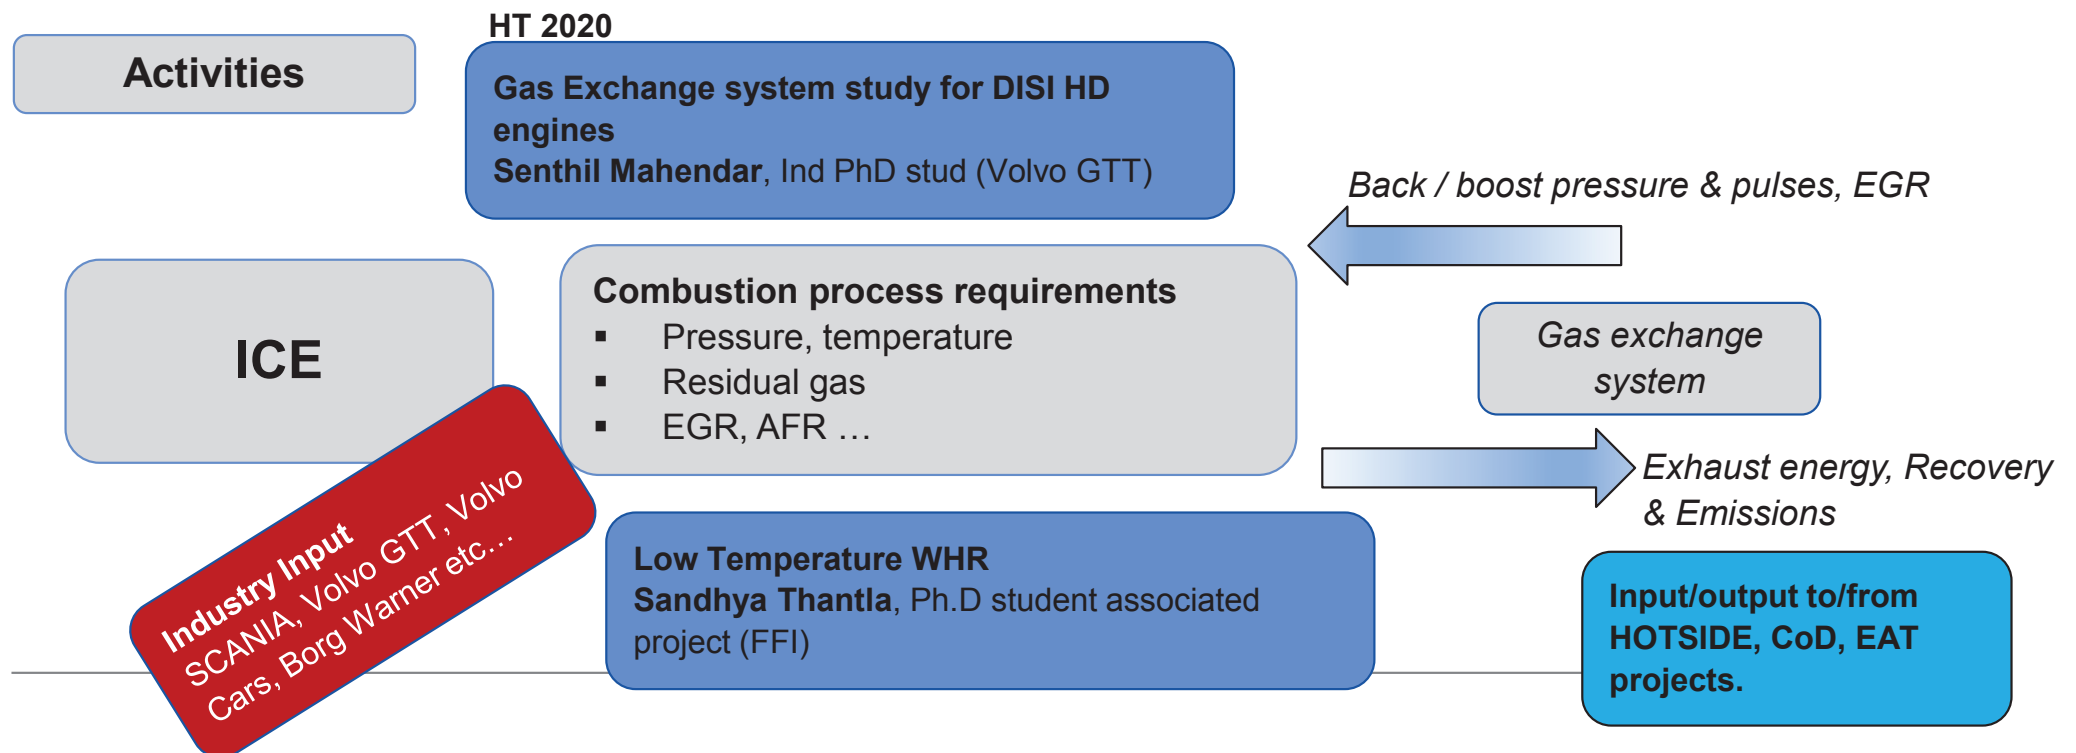 HT 2020
Activities
Gas Exchange system study for DISI HD
engines
Senthil Mahendar, Ind PhD stud (Volvo GTT)
Back / boost pressure & pulses, EGR
ICE
Combustion process requirements
▪ Pressure, temperature
▪ Residual gas
▪ EGR, AFR …
Gas exchange
system
Exhaust energy, Recovery
& Emissions
Industry Input
SCANIA, Volvo GTT, Volvo
Cars, Borg Warner etc…
Low Temperature WHR
Sandhya Thantla, Ph.D student associated
project (FFI)
Input/output to/from
HOTSIDE, CoD, EAT
projects.